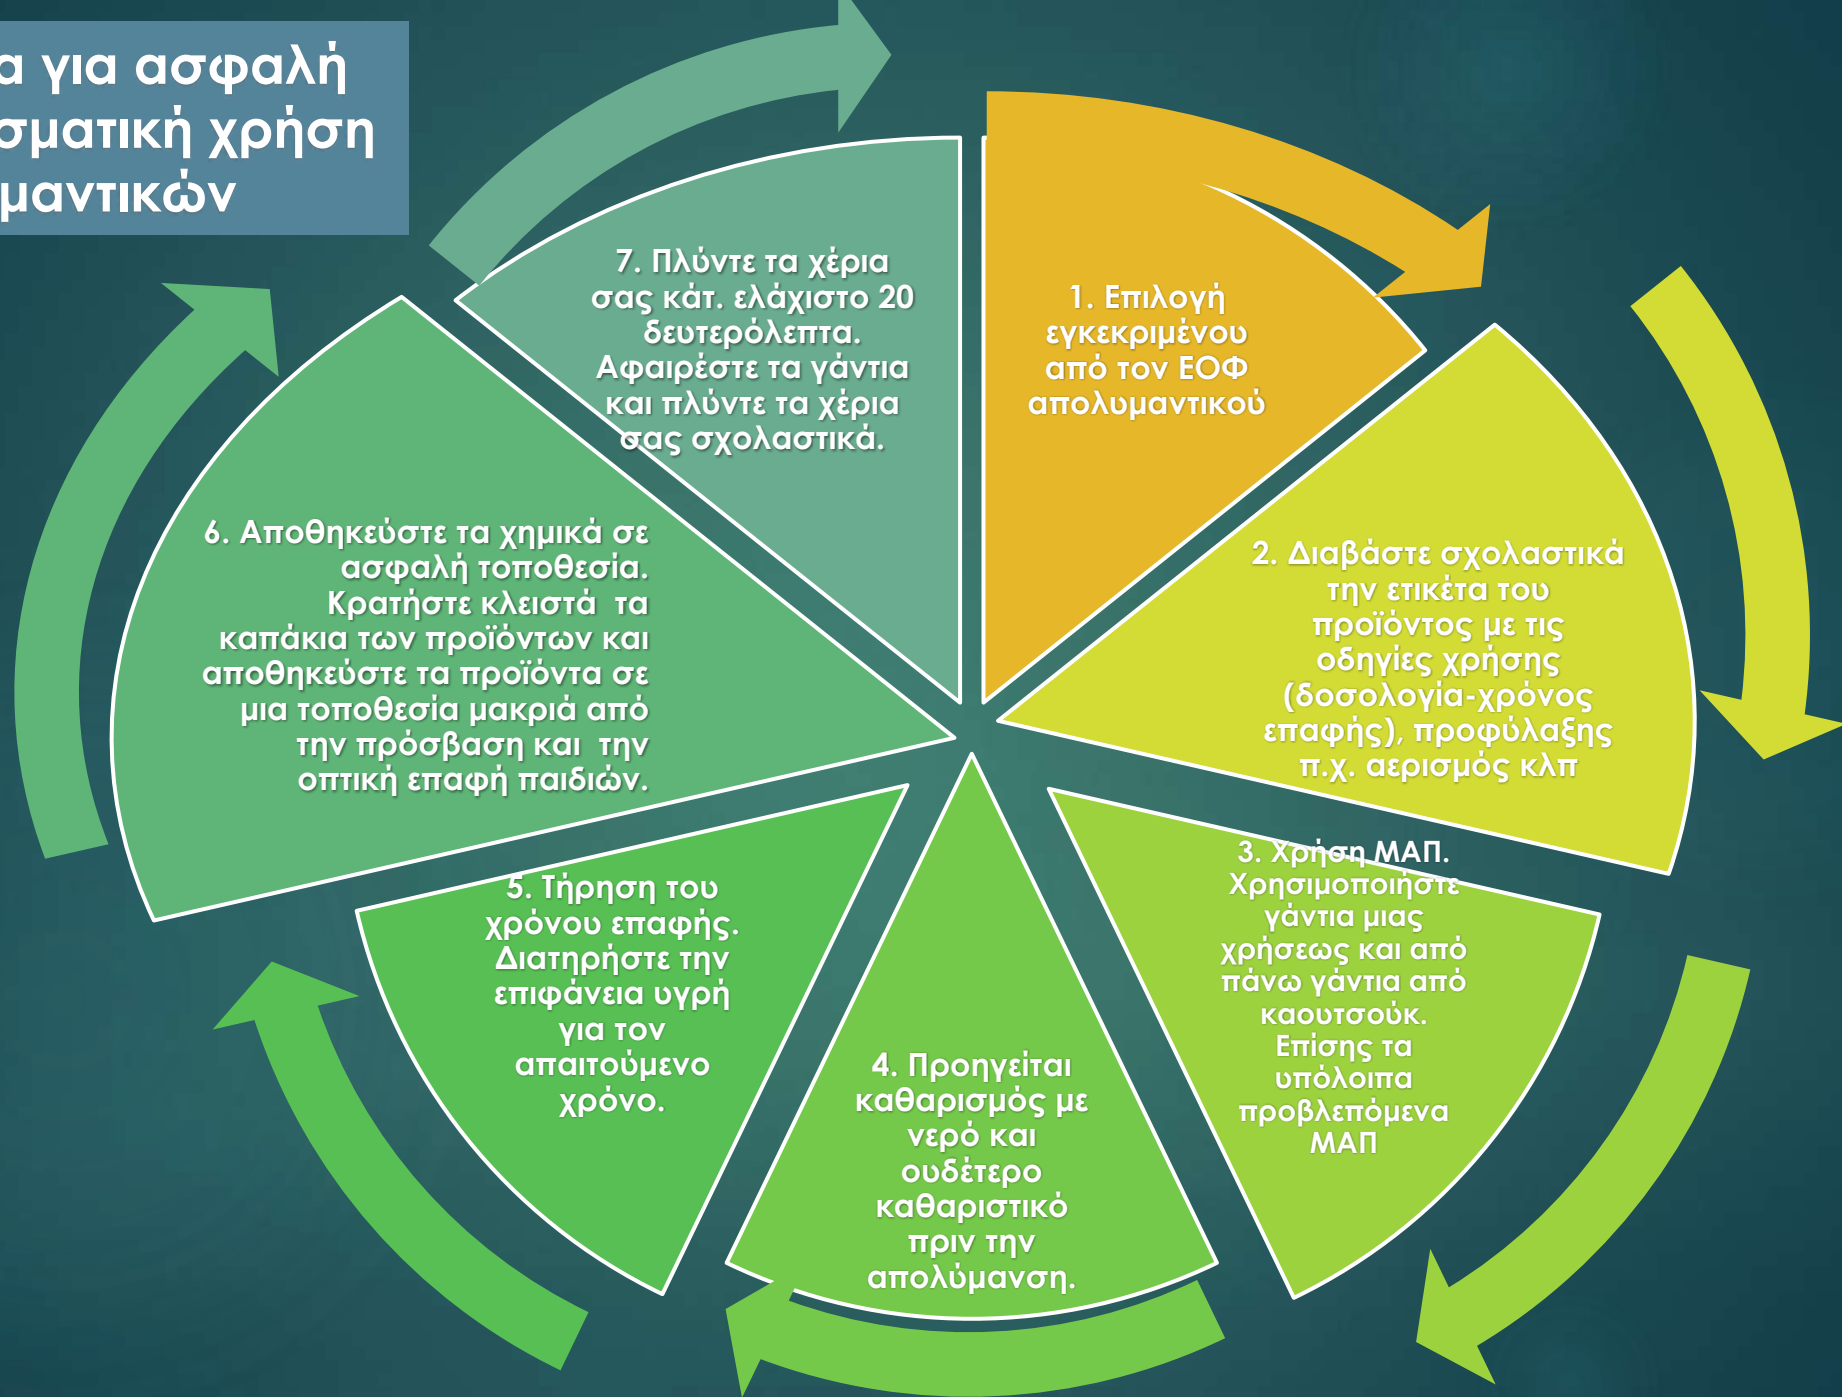 α για ασφαλή
σματική χρήση
μαντικών
1. Επιλογή
εγκεκριμένου
από τον ΕΟΦ
απολυμαντικού
2. Διαβάστε σχολαστικά
την ετικέτα του
προϊόντος με τις
οδηγίες χρήσης
(δοσολογία-χρόνος
επαφής), προφύλαξης
π.χ. αερισμός κλπ
3. Χρήση ΜΑΠ.
Χρησιμοποιήστε
γάντια μιας
χρήσεως και από
πάνω γάντια από
καουτσούκ.
Επίσης τα
υπόλοιπα
προβλεπόμενα
ΜΑΠ
4. Προηγείται
καθαρισμός με
νερό και
ουδέτερο
καθαριστικό
πριν την
απολύμανση.
5. Τήρηση του
χρόνου επαφής.
Διατηρήστε την
επιφάνεια υγρή
για τον
απαιτούμενο
χρόνο.
6. Αποθηκεύστε τα χημικά σε
ασφαλή τοποθεσία.
Κρατήστε κλειστά τα
καπάκια των προϊόντων και
αποθηκεύστε τα προϊόντα σε
μια τοποθεσία μακριά από
την πρόσβαση και την
οπτική επαφή παιδιών.
7. Πλύντε τα χέρια
σας κάτ. ελάχιστο 20
δευτερόλεπτα.
Αφαιρέστε τα γάντια
και πλύντε τα χέρια
σας σχολαστικά.